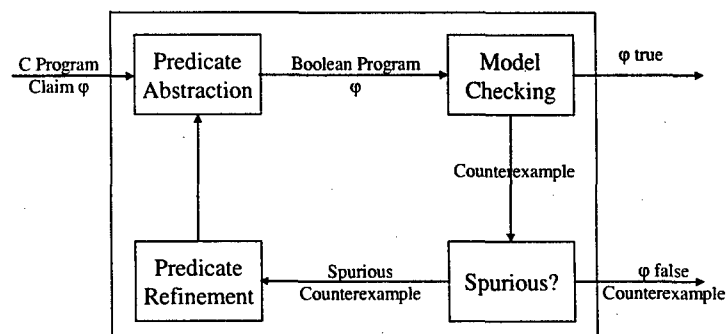 C Program
Claim φ
Predicate
Abstraction
Boolean Program
φ
Model
Checking
φ true
Counterexample
Predicate
Refinement
Spurious
Counterexample
Spurious?
φ false
Counterexample